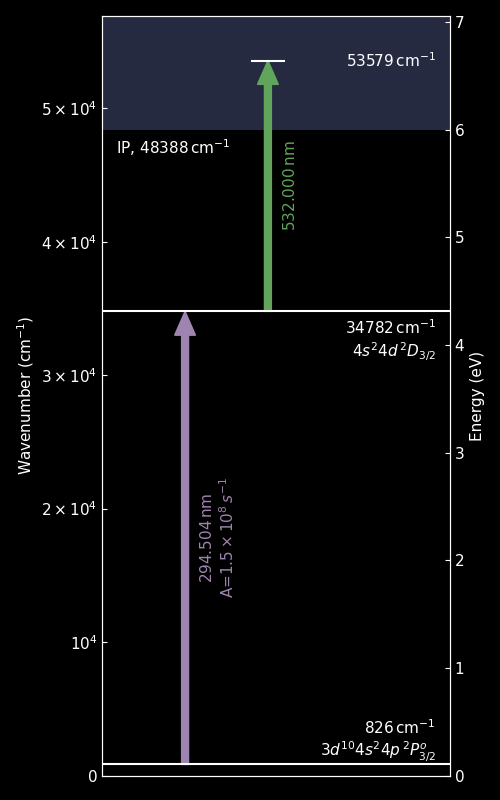 7
53579 cm⁻¹
5 × 10⁴
6
IP, 48388 cm⁻¹
532.000 nm
5
4 × 10⁴
34782 cm⁻¹
4s²4d ²D₃/₂
4
3 × 10⁴
Wavenumber (cm⁻¹)
Energy (eV)
3
294.504 nm
A=1.5 × 10⁸ s⁻¹
2 × 10⁴
2
10⁴
1
826 cm⁻¹
3d¹⁰4s²4p ²Pᵒ₃/₂
0
0